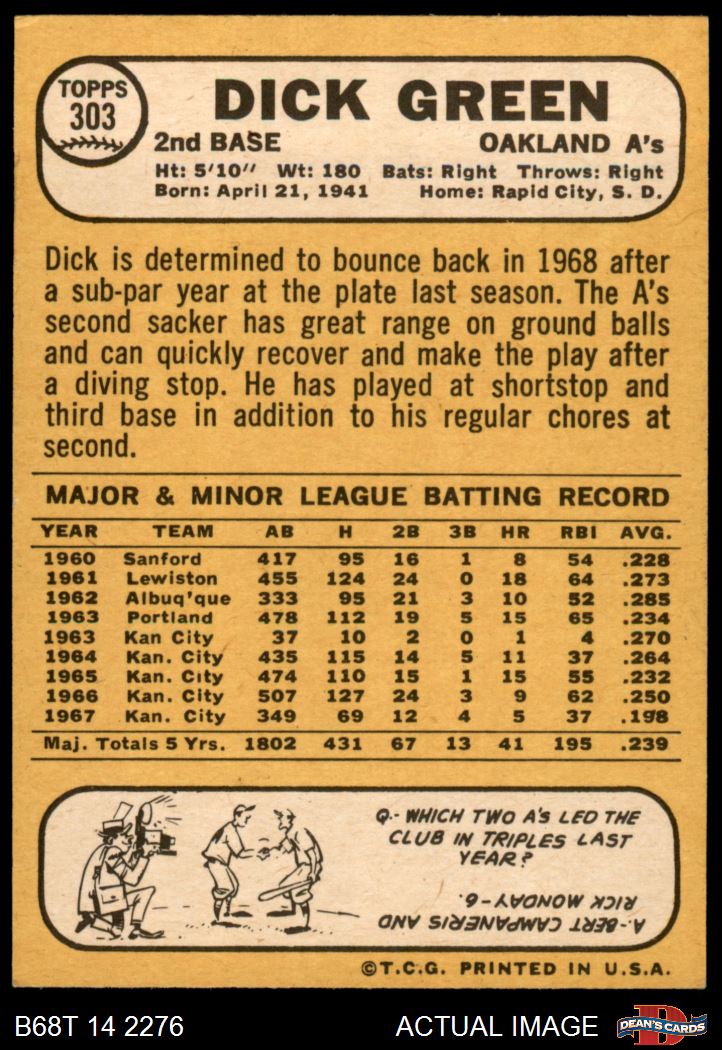 TOPPS
303
DICK GREEN
2nd BASE OAKLAND A's
Ht: 5'10" Wt: 180 Bats: Right Throws: Right
Born: April 21, 1941 Home: Rapid City, S. D.
Dick is determined to bounce back in 1968 after
a sub-par year at the plate last season. The A's
second sacker has great range on ground balls
and can quickly recover and make the play after
a diving stop. He has played at shortstop and
third base in addition to his regular chores at
second.
MAJOR & MINOR LEAGUE BATTING RECORD
YEAR TEAM AB H 2B 3B HR RBI AVG.
1960 Sanford 417 95 16 1 8 54 .228
1961 Lewiston 455 124 24 0 18 64 .273
1962 Albuq'que 333 95 21 3 10 52 .285
1963 Portland 478 112 19 5 15 65 .234
1963 Kan City 37 10 2 0 1 4 .270
1964 Kan. City 435 115 14 5 11 37 .264
1965 Kan. City 474 110 15 1 15 55 .232
1966 Kan. City 507 127 24 3 9 62 .250
1967 Kan. City 349 69 12 4 5 37 .198
Maj. Totals 5 Yrs. 1802 431 67 13 41 195 .239
Q.- WHICH TWO A'S LED THE
CLUB IN TRIPLES LAST
YEAR?
A.-BERT CAMPANERIS AND
RICK MONDAY-6.
©T.C.G. PRINTED IN U.S.A.
B68T 14 2276 ACTUAL IMAGE
D
DEAN'S CARDS